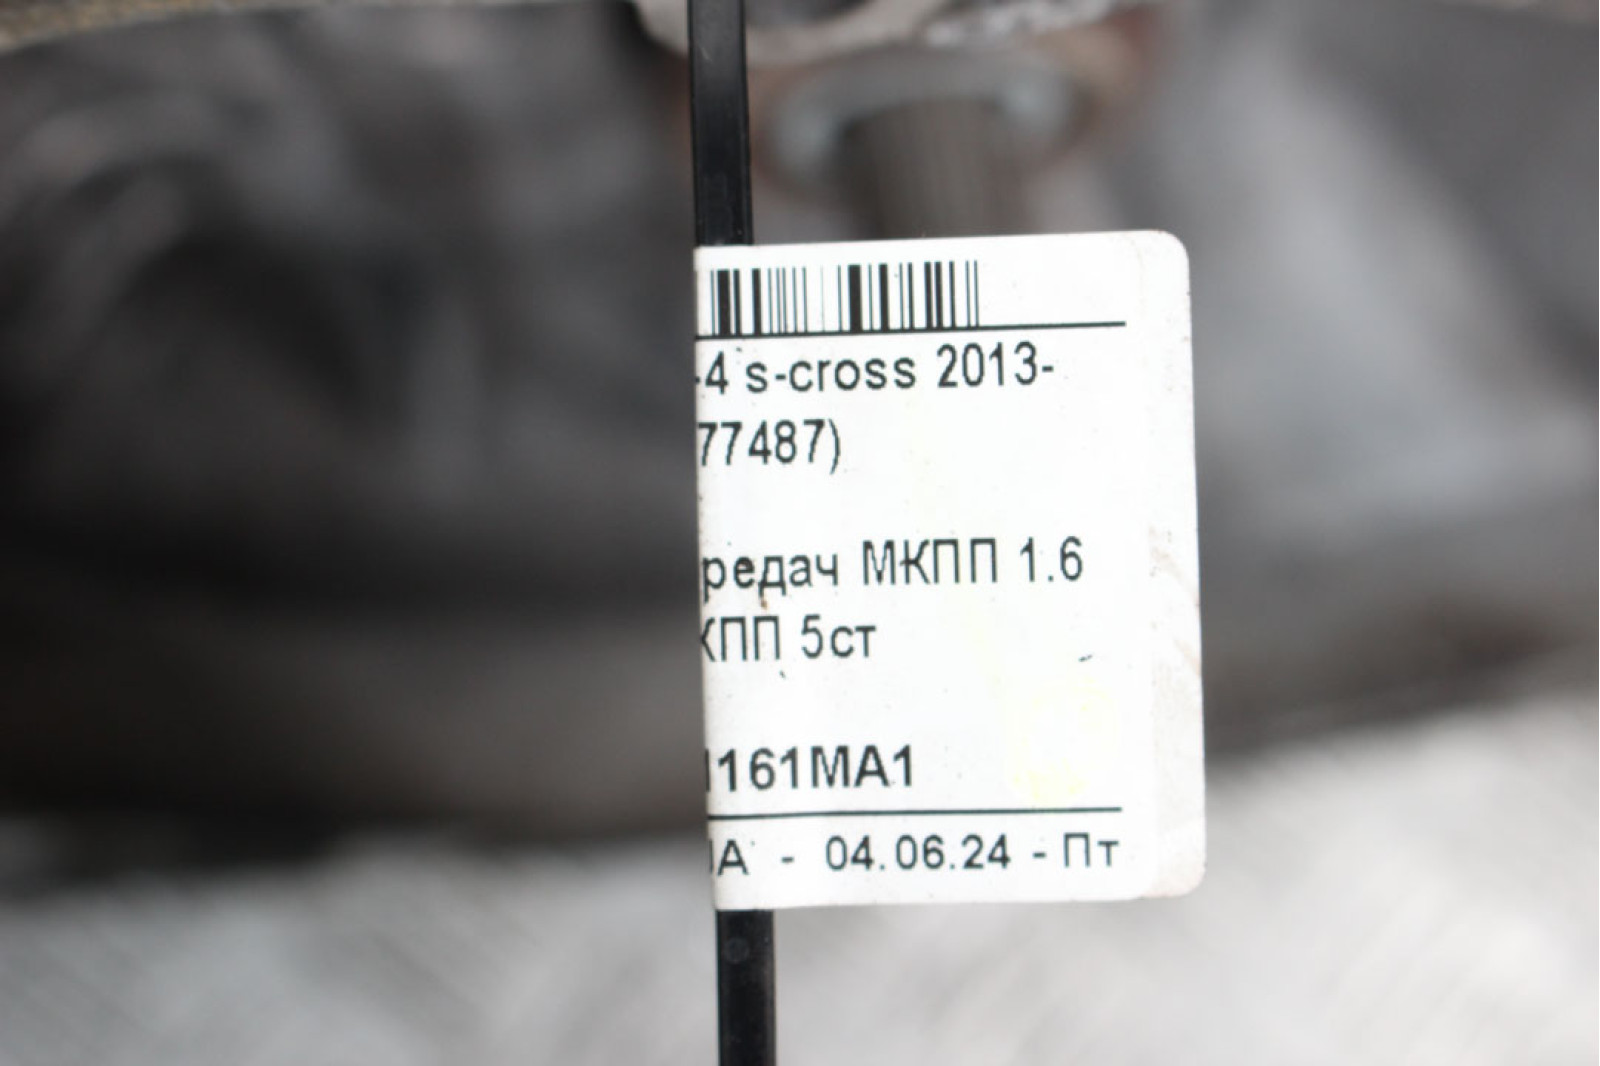 -4 s-cross 2013-
77487)
редач МКПП 1.6
КПП 5ст
1161MA1
- 04.06.24 - Пт